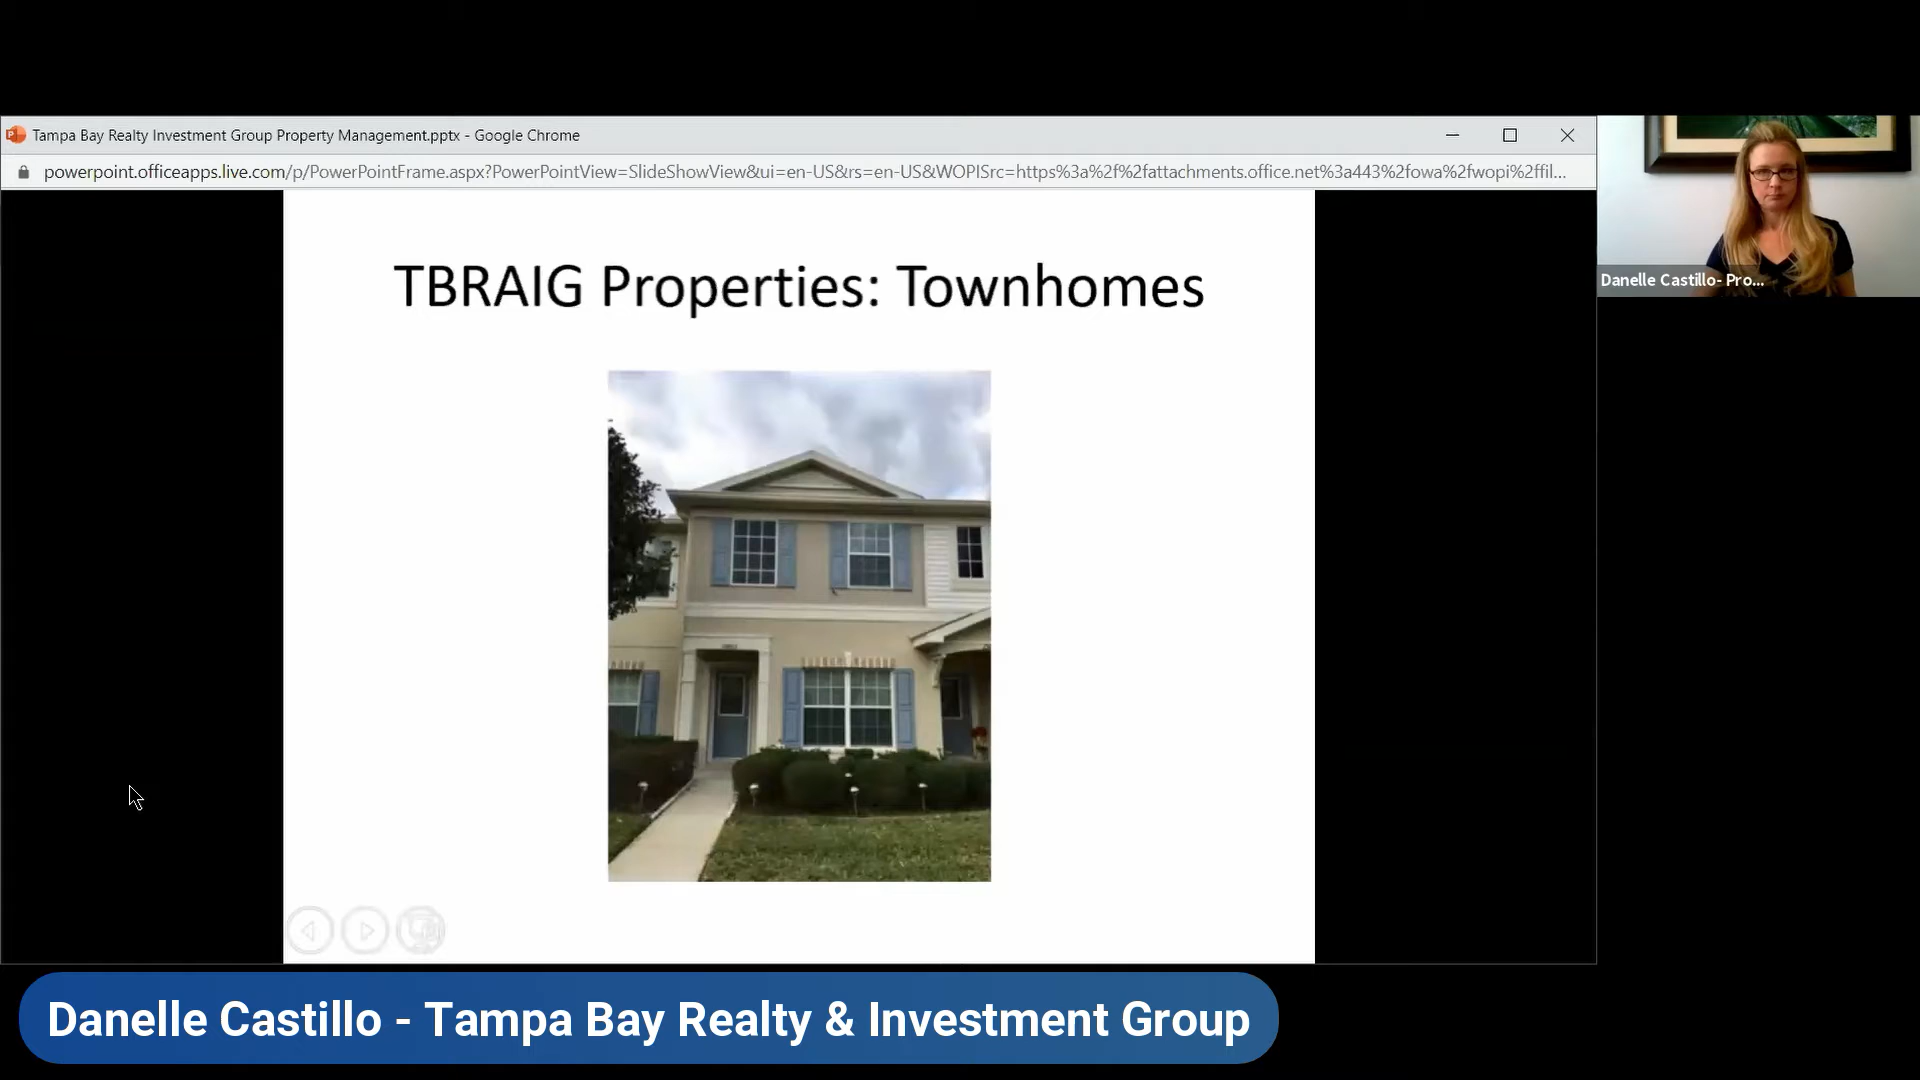 Tampa Bay Realty Investment Group Property Management.pptx - Google Chrome
powerpoint.officeapps.live.com/p/PowerPointFrame.aspx?PowerPointView=SlideShowView&ui=en-US&rs=en-US&WOPISrc=https%3a%2f%2fattachments.office.net%3a443%2fowa%2fwopi%2ffil...
TBRAIG Properties: Townhomes
Danelle Castillo- Pro...
Danelle Castillo - Tampa Bay Realty & Investment Group